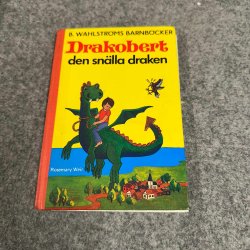 B. WAHLSTRÖMS BARNBÖCKER
Drakobert
den snälla draken
Rosemary Weir